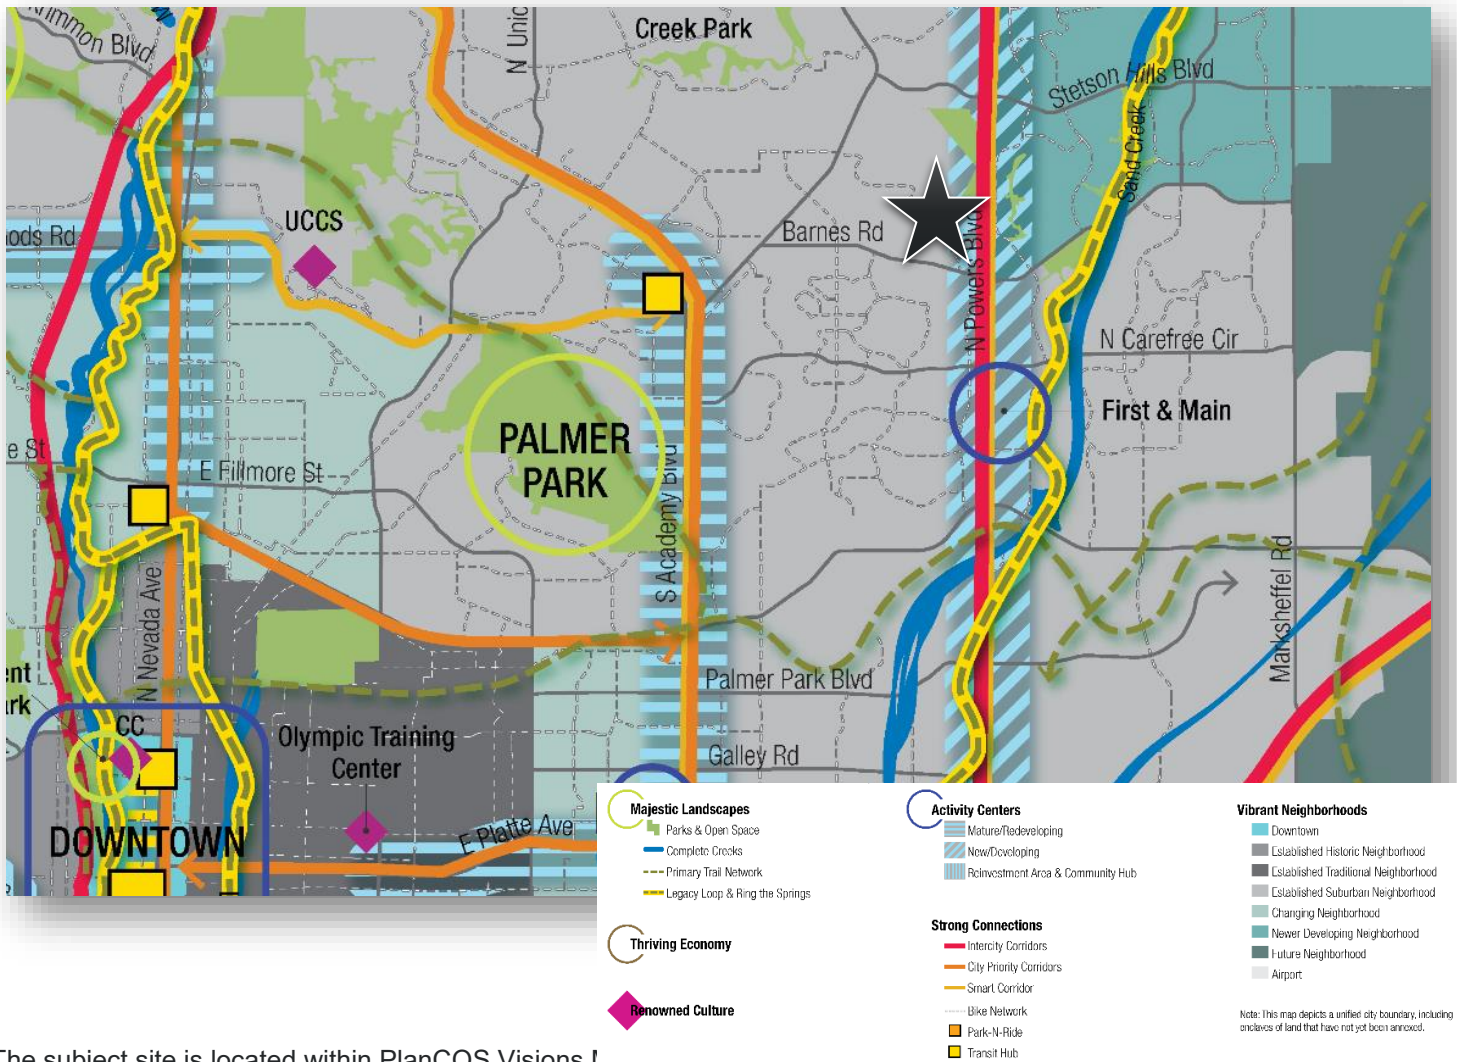 Creek Park
N Unic
Krimmon Blvd
Stetson Hills Blvd
Sand Creek
UCCS
Barnes Rd
ods Rd
N Powers Blvd
N Carefree Cir
First & Main
PALMER
PARK
e St
E Fillmore St
S Academy Blvd
Marksheffel Rd
N Nevada Ave
ent
ark
Palmer Park Blvd
CC
Olympic Training
Center
Galley Rd
E Platte Ave
DOWNTOWN
Majestic Landscapes
Parks & Open Space
Complete Creeks
Primary Trail Network
Legacy Loop & Ring the Springs
Thriving Economy
Renowned Culture
Activity Centers
Mature/Redeveloping
New/Developing
Reinvestment Area & Community Hub
Strong Connections
Intercity Corridors
City Priority Corridors
Smart Corridor
Bike Network
Park-N-Ride
Transit Hub
Vibrant Neighborhoods
Downtown
Established Historic Neighborhood
Established Traditional Neighborhood
Established Suburban Neighborhood
Changing Neighborhood
Newer Developing Neighborhood
Future Neighborhood
Airport
Note: This map depicts a unified city boundary, including
enclaves of land that have not yet been annexed.
The subject site is located within PlanCOS Visions